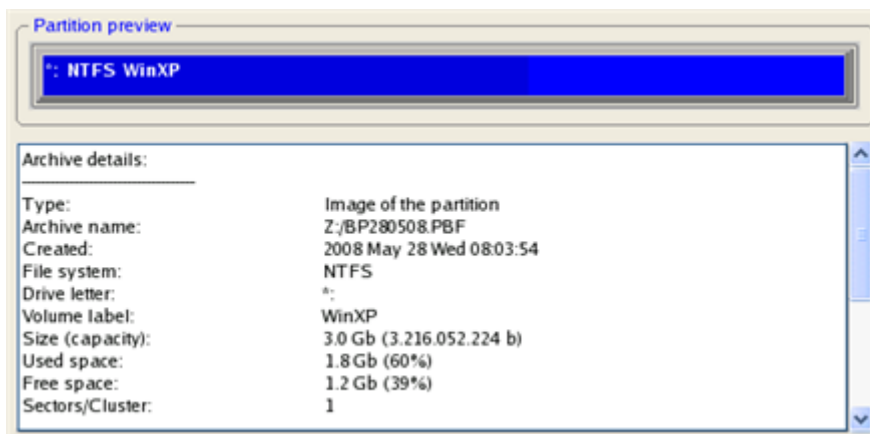 Partition preview
*: NTFS WinXP
Archive details:
Type: Image of the partition
Archive name: Z:/BP280508.PBF
Created: 2008 May 28 Wed 08:03:54
File system: NTFS
Drive letter: *:
Volume label: WinXP
Size (capacity): 3.0 Gb (3.216.052.224 b)
Used space: 1.8 Gb (60%)
Free space: 1.2 Gb (39%)
Sectors/Cluster: 1